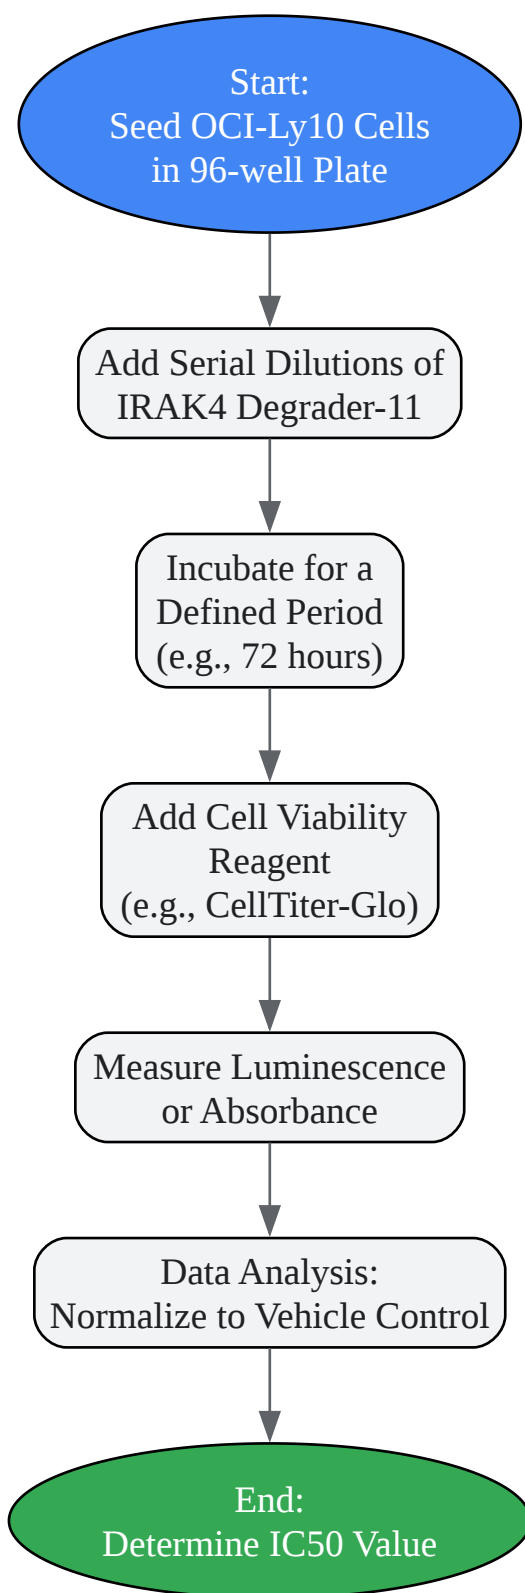 Start:
Seed OCI-Ly10 Cells
in 96-well Plate
Add Serial Dilutions of
IRAK4 Degrader-11
Incubate for a
Defined Period
(e.g., 72 hours)
Add Cell Viability
Reagent
(e.g., CellTiter-Glo)
Measure Luminescence
or Absorbance
Data Analysis:
Normalize to Vehicle Control
End:
Determine IC50 Value